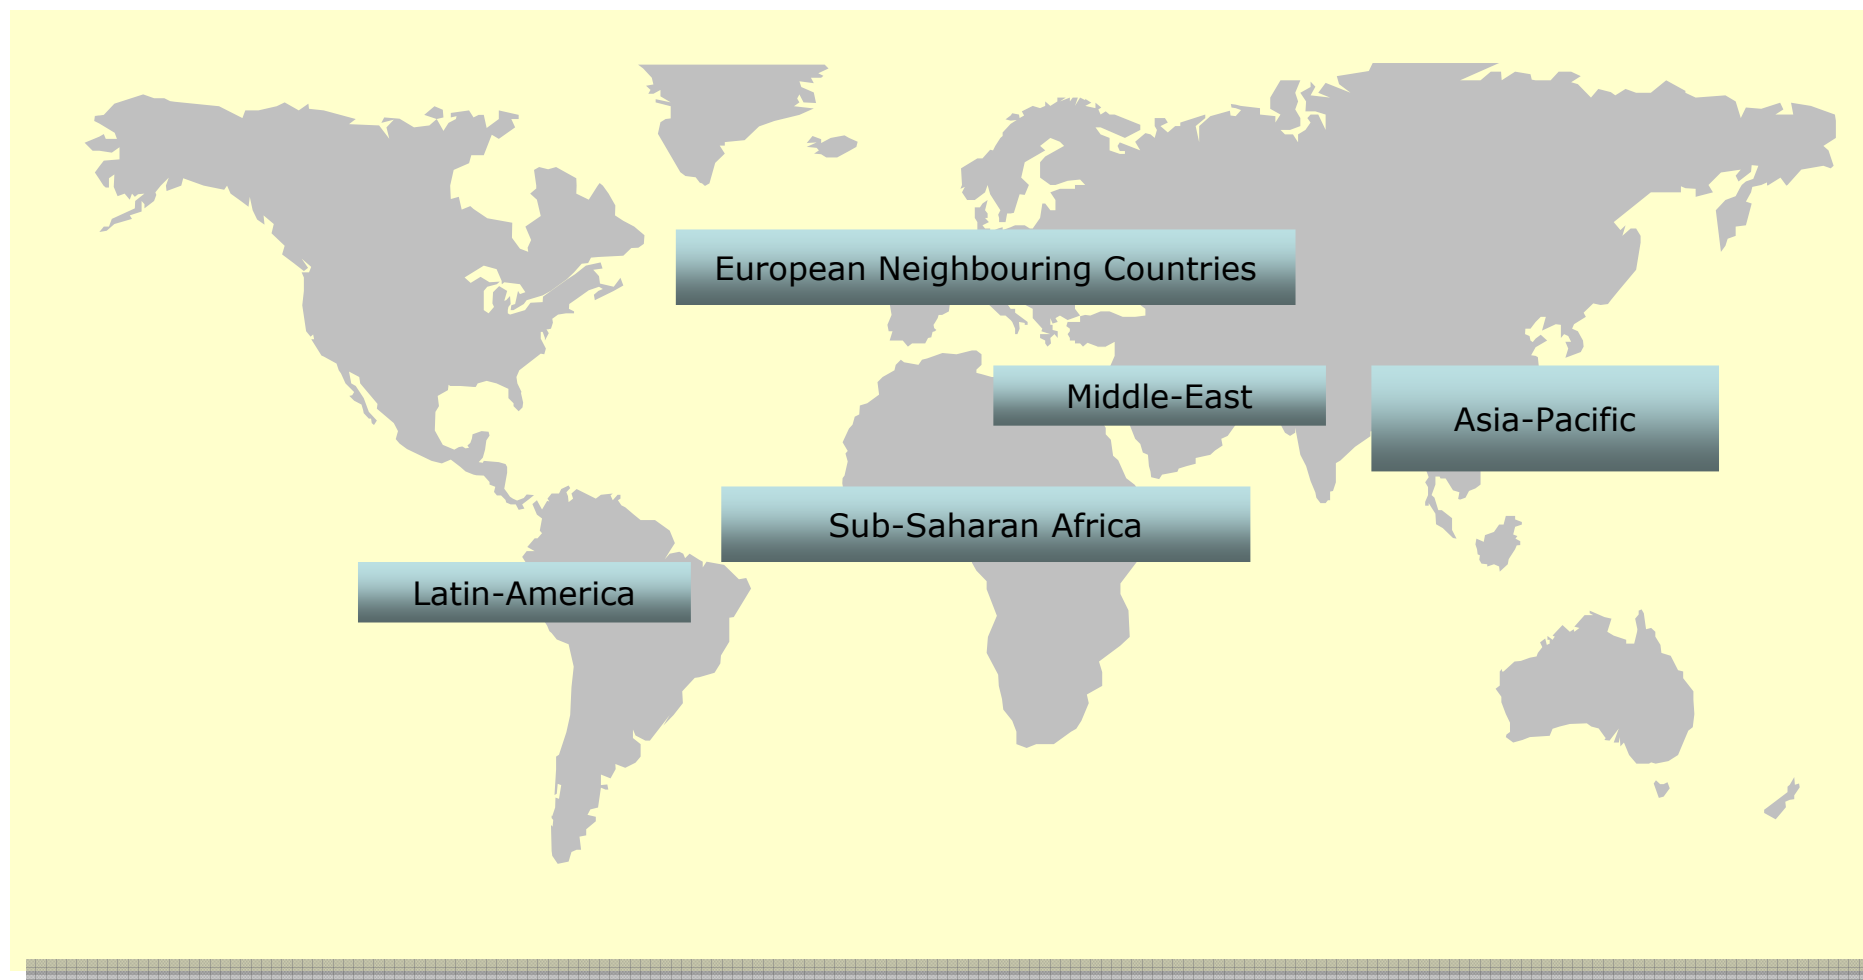 European Neighbouring Countries
Middle-East
Asia-Pacific
Sub-Saharan Africa
Latin-America